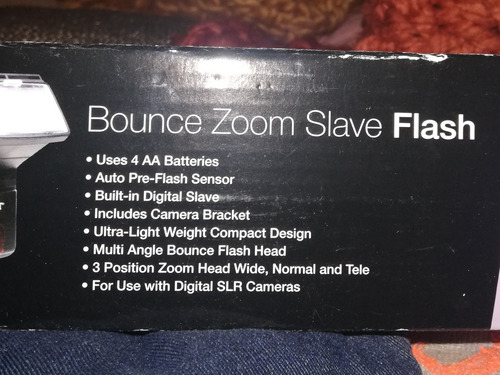 Bounce Zoom Slave Flash
• Uses 4 AA Batteries
• Auto Pre-Flash Sensor
• Built-in Digital Slave
• Includes Camera Bracket
• Ultra-Light Weight Compact Design
• Multi Angle Bounce Flash Head
• 3 Position Zoom Head Wide, Normal and Tele
• For Use with Digital SLR Cameras